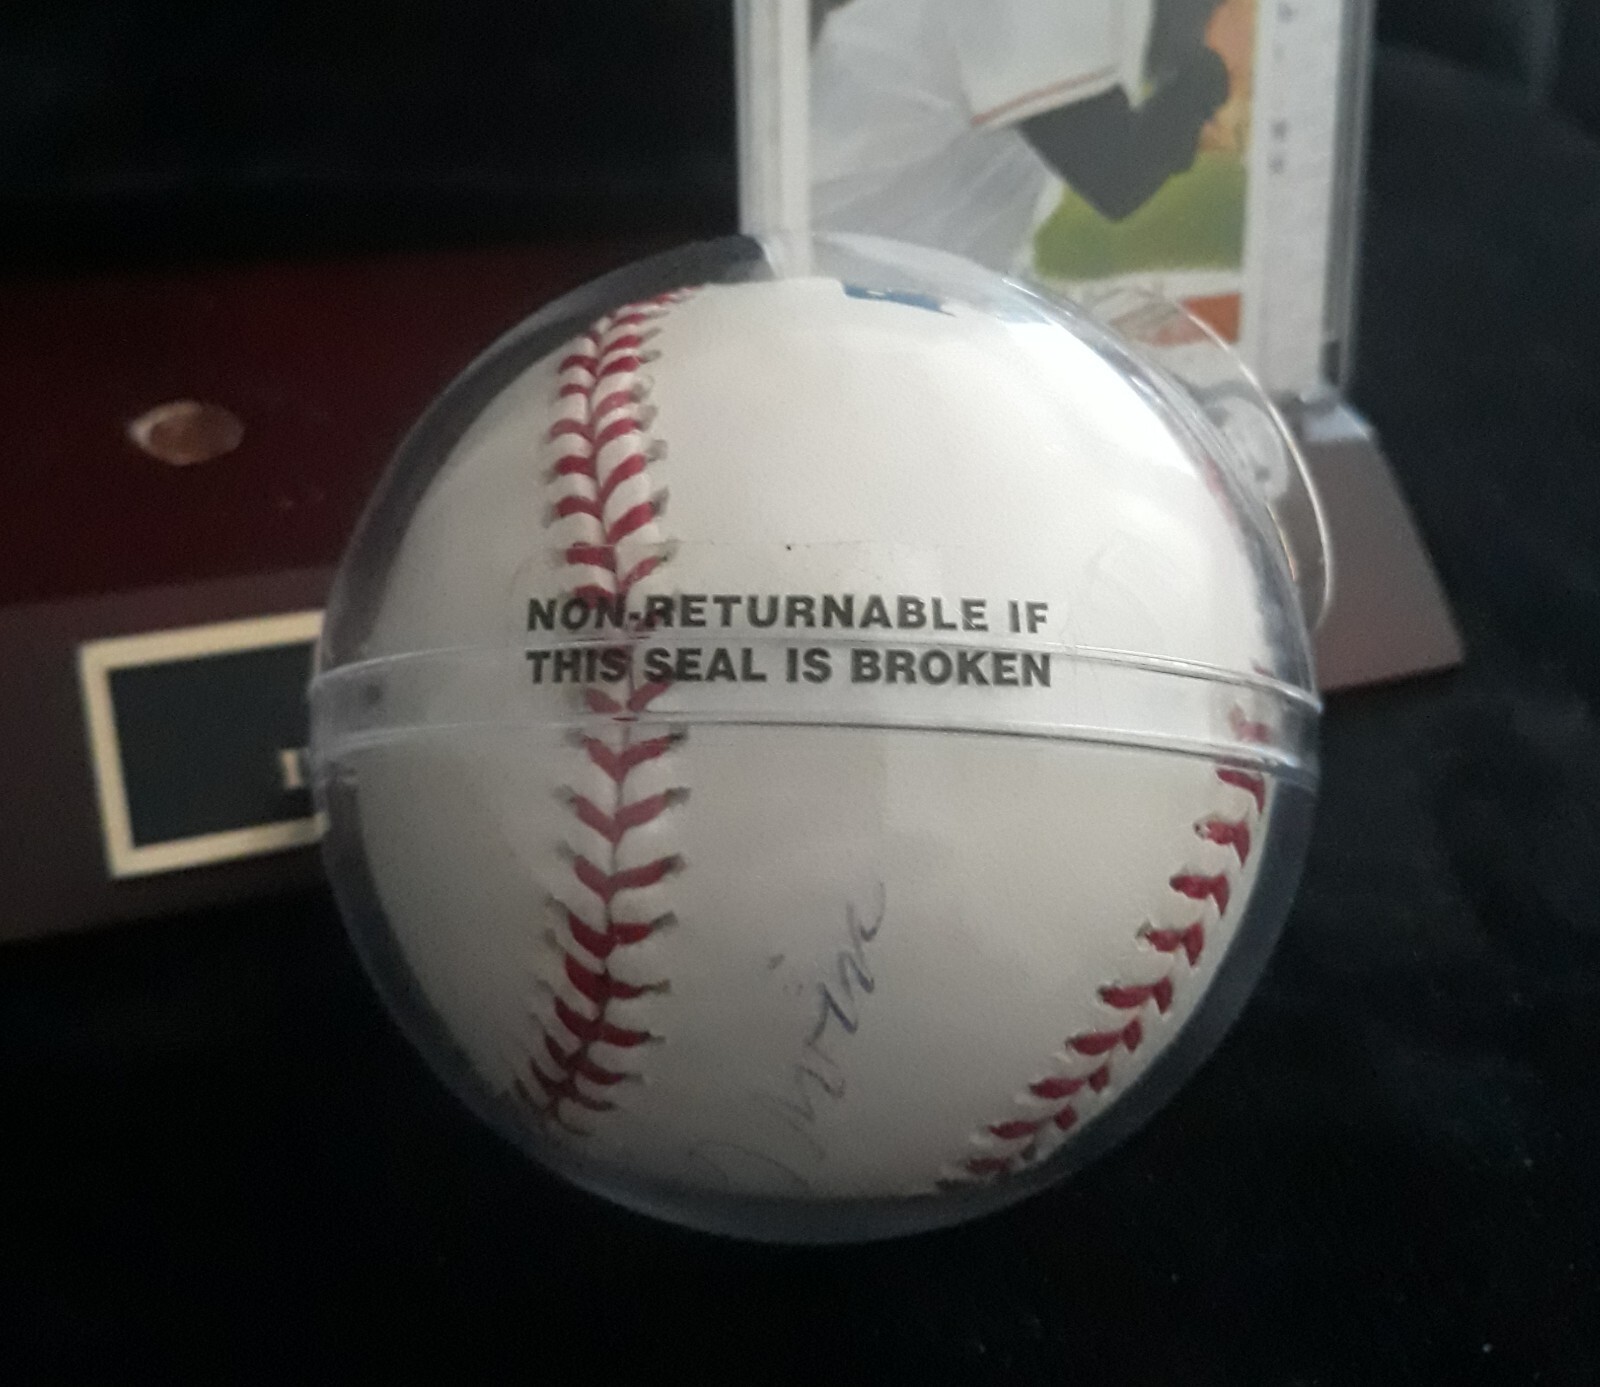 NON-RETURNABLE IF
THIS SEAL IS BROKEN